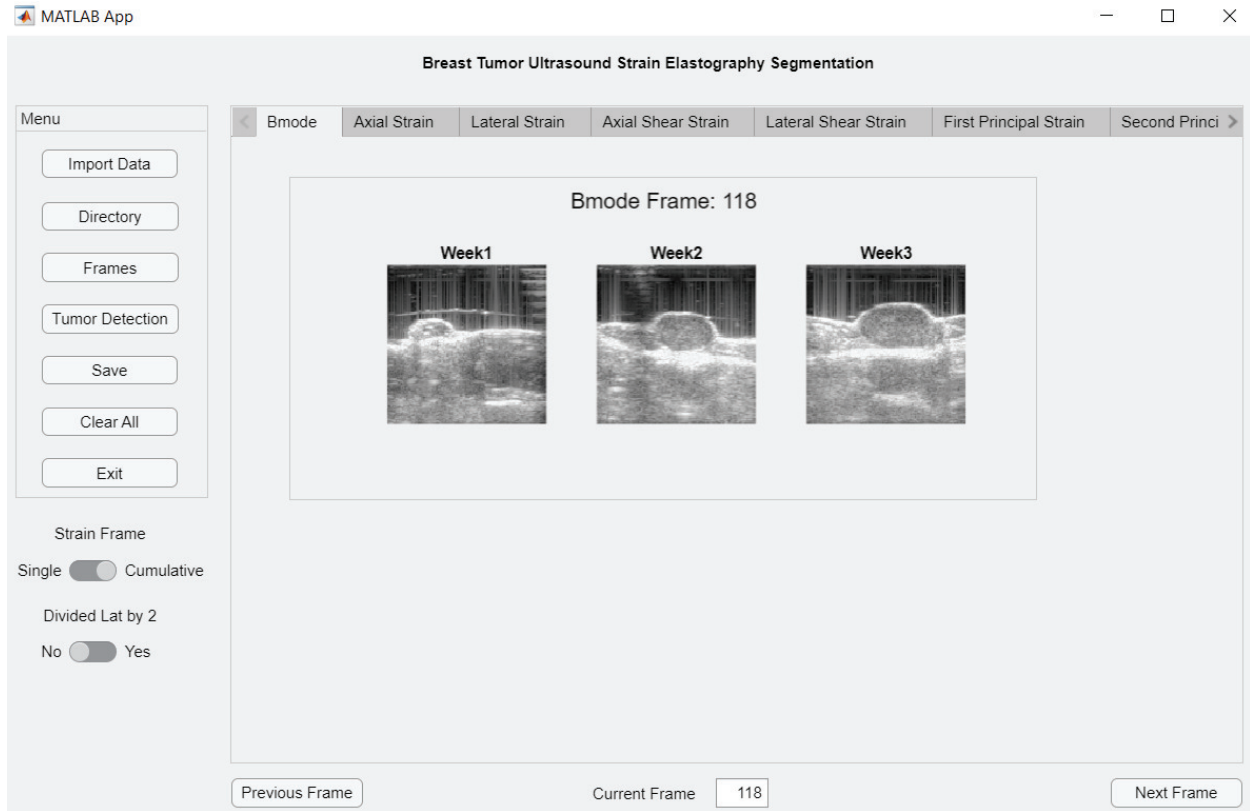 MATLAB App
Breast Tumor Ultrasound Strain Elastography Segmentation
Menu
Import Data
Directory
Frames
Tumor Detection
Save
Clear All
Exit
Strain Frame
Single Cumulative
Divided Lat by 2
No Yes
Bmode Axial Strain Lateral Strain Axial Shear Strain Lateral Shear Strain First Principal Strain Second Princi
Bmode Frame: 118
Week1 Week2 Week3
Previous Frame Current Frame 118 Next Frame